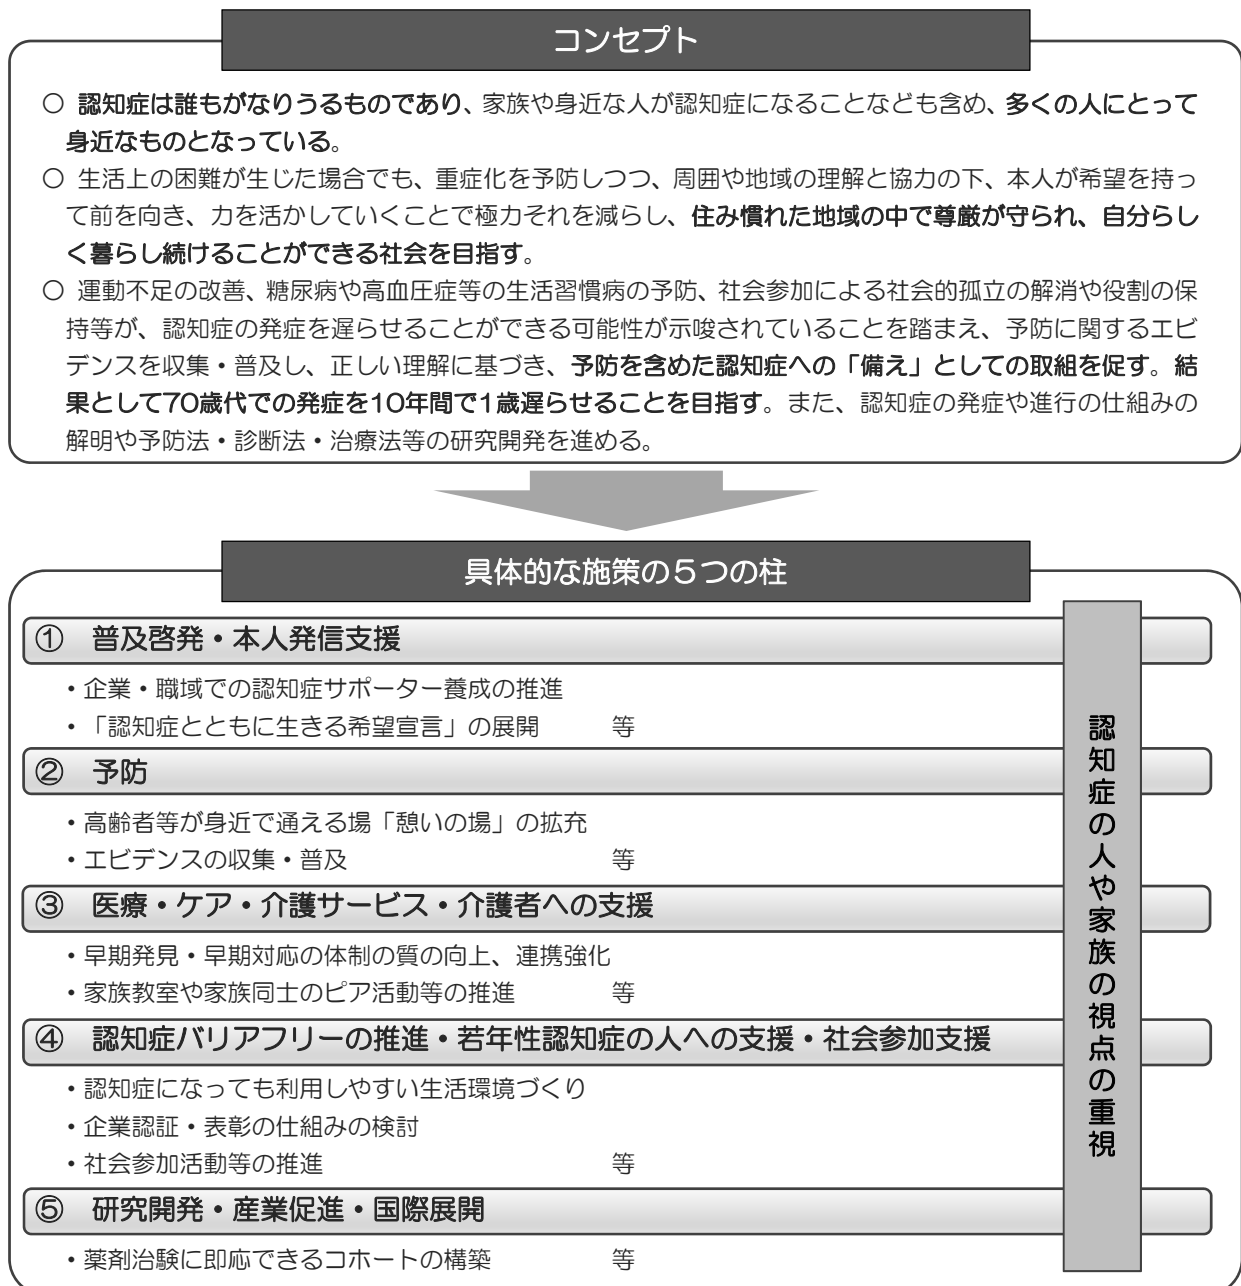 コンセプト
○ 認知症は誰もがなりうるものであり、家族や身近な人が認知症になることなども含め、多くの人にとって
身近なものとなっている。
○ 生活上の困難が生じた場合でも、重症化を予防しつつ、周囲や地域の理解と協力の下、本人が希望を持っ
て前を向き、力を活かしていくことで極力それを減らし、住み慣れた地域の中で尊厳が守られ、自分らし
く暮らし続けることができる社会を目指す。
○ 運動不足の改善、糖尿病や高血圧症等の生活習慣病の予防、社会参加による社会的孤立の解消や役割の保
持等が、認知症の発症を遅らせることができる可能性が示唆されていることを踏まえ、予防に関するエビ
デンスを収集・普及し、正しい理解に基づき、予防を含めた認知症への「備え」としての取組を促す。結
果として70歳代での発症を10年間で1歳遅らせることを目指す。また、認知症の発症や進行の仕組みの
解明や予防法・診断法・治療法等の研究開発を進める。
具体的な施策の5つの柱
① 普及啓発・本人発信支援
・企業・職域での認知症サポーター養成の推進
・「認知症とともに生きる希望宣言」の展開 等
② 予防
・高齢者等が身近で通える場「憩いの場」の拡充
・エビデンスの収集・普及 等
③ 医療・ケア・介護サービス・介護者への支援
・早期発見・早期対応の体制の質の向上、連携強化
・家族教室や家族同士のピア活動等の推進 等
④ 認知症バリアフリーの推進・若年性認知症の人への支援・社会参加支援
・認知症になっても利用しやすい生活環境づくり
・企業認証・表彰の仕組みの検討
・社会参加活動等の推進 等
⑤ 研究開発・産業促進・国際展開
・薬剤治験に即応できるコホートの構築 等
認知症の人や家族の視点の重視